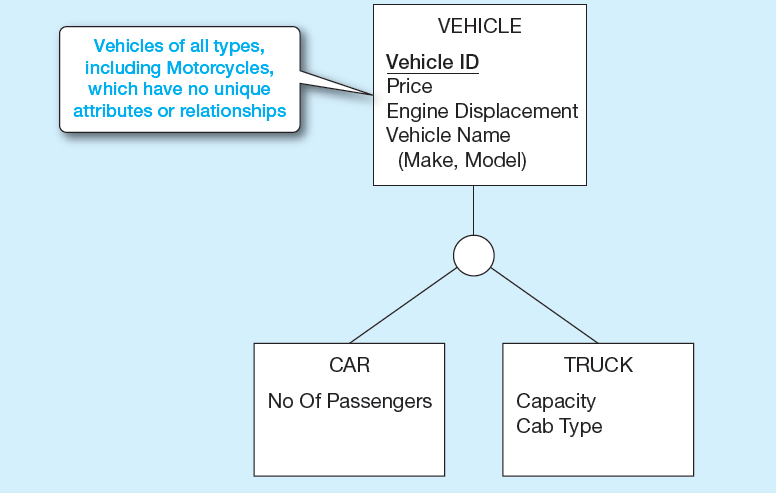 Vehicles of all types,
including Motorcycles,
which have no unique
attributes or relationships
VEHICLE
Vehicle ID
Price
Engine Displacement
Vehicle Name
(Make, Model)
CAR
No Of Passengers
TRUCK
Capacity
Cab Type